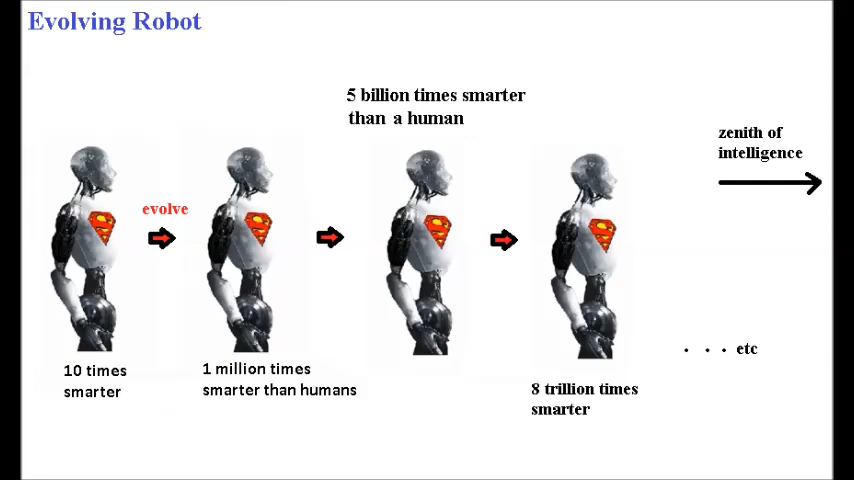 Evolving Robot
5 billion times smarter
than a human
zenith of
intelligence
evolve
10 times
smarter
1 million times
smarter than humans
8 trillion times
smarter
. . . etc